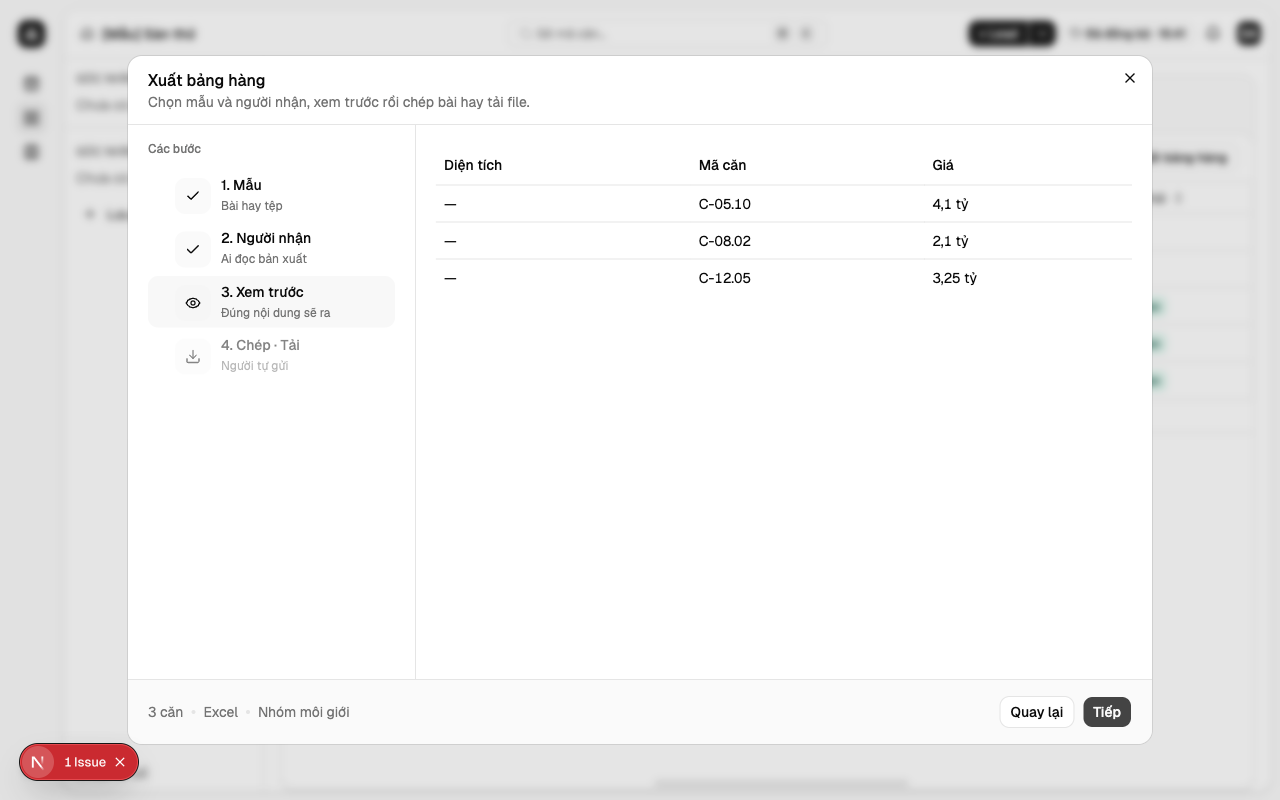 Xuất bảng hàng
Chọn mẫu và người nhận, xem trước rồi chép bài hay tải file.
Các bước
1. Mẫu
Bài hay tệp
2. Người nhận
Ai đọc bản xuất
3. Xem trước
Đúng nội dung sẽ ra
4. Chép · Tải
Người tự gửi
Diện tích Mã căn Giá
— C-05.10 4,1 tỷ
— C-08.02 2,1 tỷ
— C-12.05 3,25 tỷ
3 căn • Excel • Nhóm môi giới
Quay lại
Tiếp
N 1 Issue